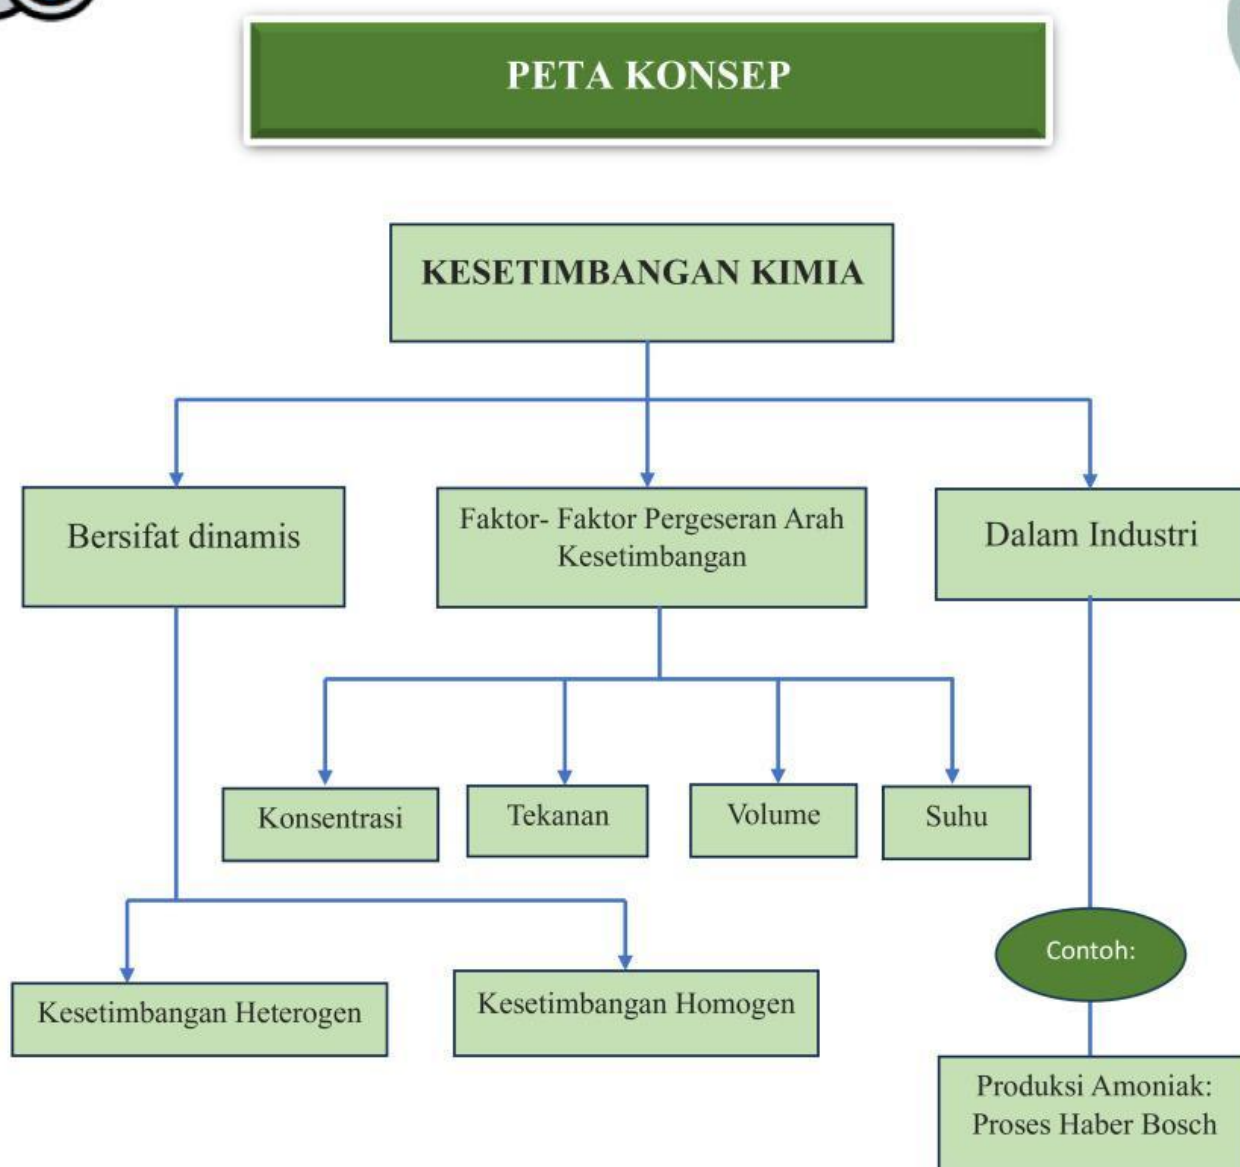 PETA KONSEP
KESETIMBANGAN KIMIA
Bersifat dinamis
Faktor- Faktor Pergeseran Arah
Kesetimbangan
Dalam Industri
Konsentrasi
Tekanan
Volume
Suhu
Kesetimbangan Heterogen
Kesetimbangan Homogen
Contoh:
Produksi Amoniak:
Proses Haber Bosch